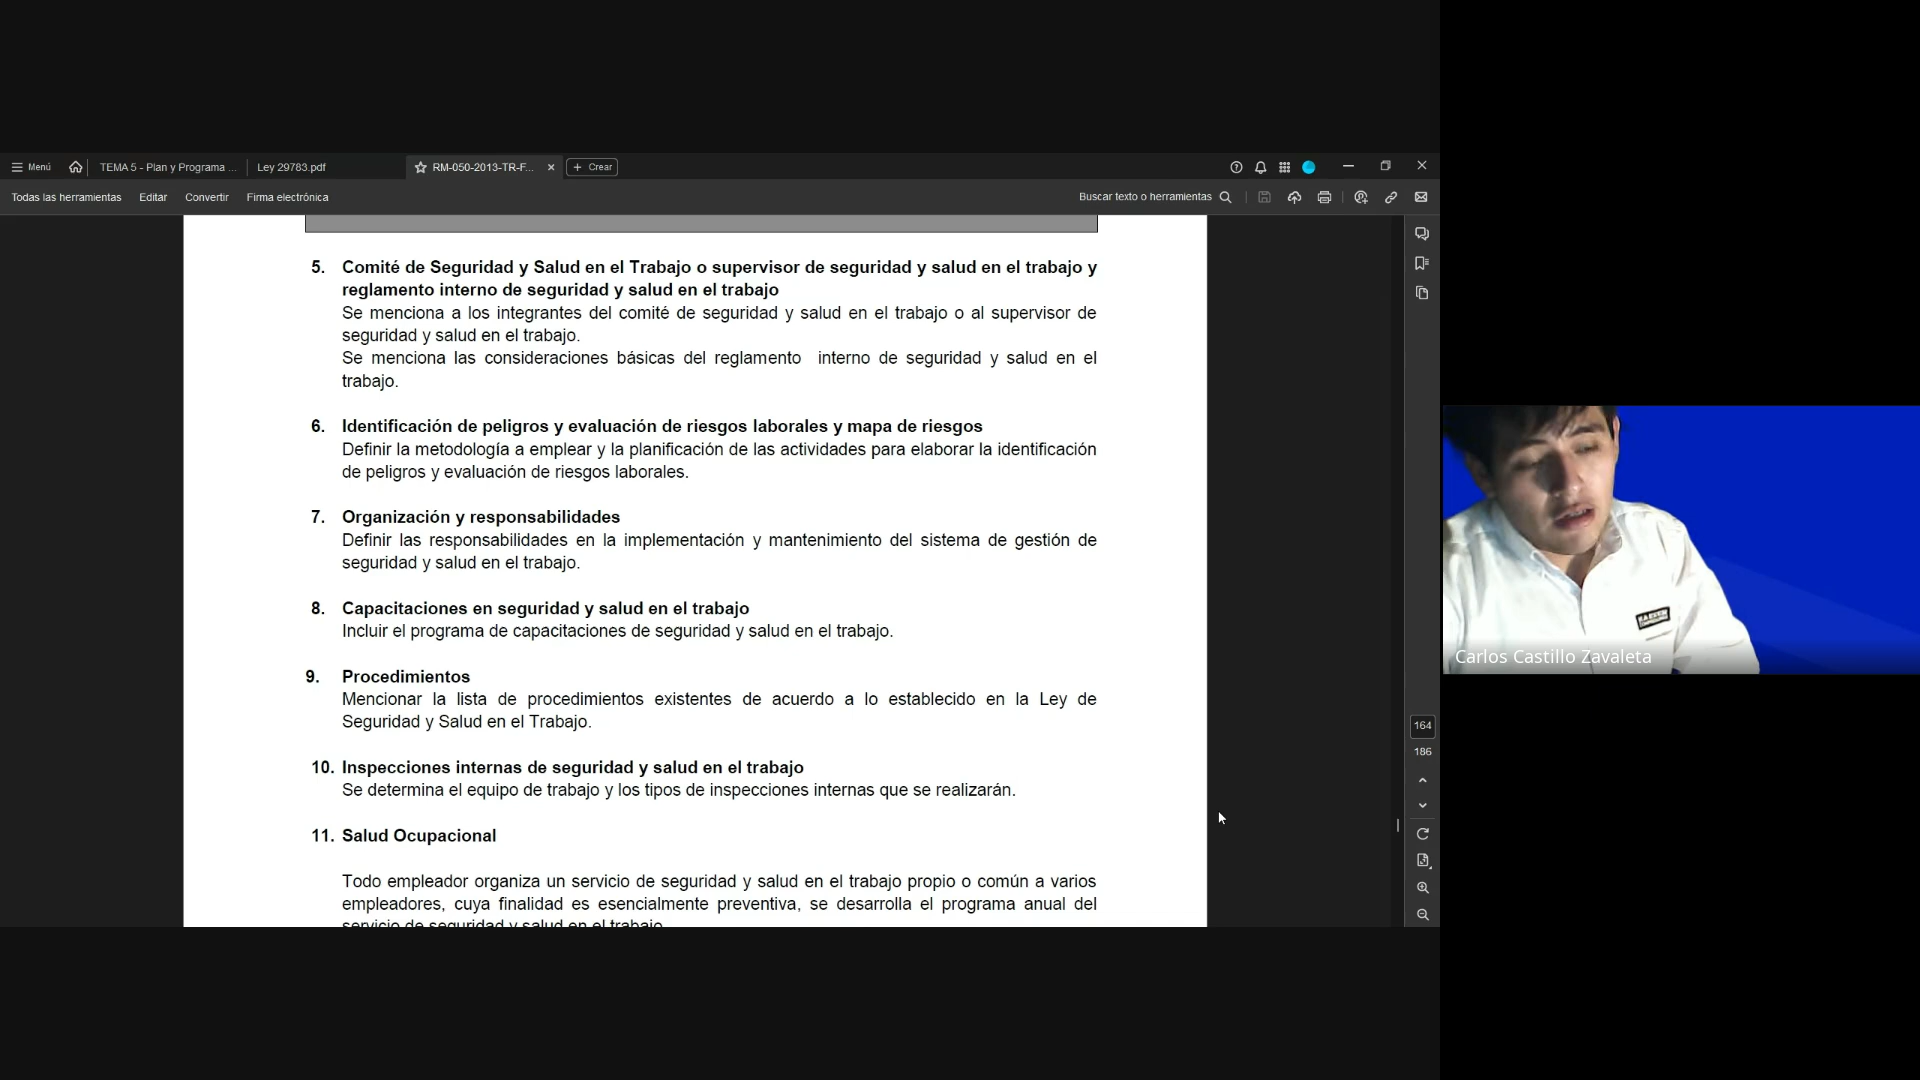 Menú
TEMA 5 - Plan y Programa ...
Ley 29783.pdf
RM-050-2013-TR-F...
Crear
Todas las herramientas
Editar
Convertir
Firma electrónica
Buscar texto o herramientas
5. Comité de Seguridad y Salud en el Trabajo o supervisor de seguridad y salud en el trabajo y
reglamento interno de seguridad y salud en el trabajo
Se menciona a los integrantes del comité de seguridad y salud en el trabajo o al supervisor de
seguridad y salud en el trabajo.
Se menciona las consideraciones básicas del reglamento interno de seguridad y salud en el
trabajo.
6. Identificación de peligros y evaluación de riesgos laborales y mapa de riesgos
Definir la metodología a emplear y la planificación de las actividades para elaborar la identificación
de peligros y evaluación de riesgos laborales.
7. Organización y responsabilidades
Definir las responsabilidades en la implementación y mantenimiento del sistema de gestión de
seguridad y salud en el trabajo.
8. Capacitaciones en seguridad y salud en el trabajo
Incluir el programa de capacitaciones de seguridad y salud en el trabajo.
9. Procedimientos
Mencionar la lista de procedimientos existentes de acuerdo a lo establecido en la Ley de
Seguridad y Salud en el Trabajo.
10. Inspecciones internas de seguridad y salud en el trabajo
Se determina el equipo de trabajo y los tipos de inspecciones internas que se realizarán.
11. Salud Ocupacional
Todo empleador organiza un servicio de seguridad y salud en el trabajo propio o común a varios
empleadores, cuya finalidad es esencialmente preventiva, se desarrolla el programa anual del
servicio de seguridad y salud en el trabajo.
164
186
Carlos Castillo Zavaleta